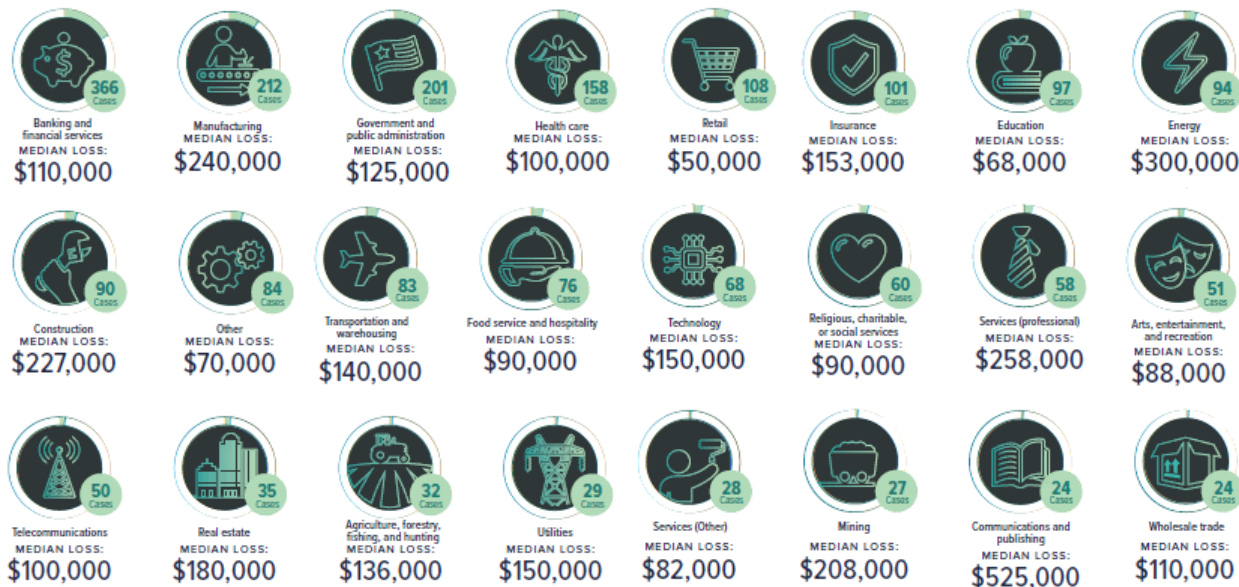 366
Cases
Banking and
financial services
MEDIAN LOSS:
$110,000
212
Cases
Manufacturing
MEDIAN LOSS:
$240,000
201
Cases
Government and
public administration
MEDIAN LOSS:
$125,000
158
Cases
Health care
MEDIAN LOSS:
$100,000
108
Cases
Retail
MEDIAN LOSS:
$50,000
101
Cases
Insurance
MEDIAN LOSS:
$153,000
97
Cases
Education
MEDIAN LOSS:
$68,000
94
Cases
Energy
MEDIAN LOSS:
$300,000
90
Cases
Construction
MEDIAN LOSS:
$227,000
84
Cases
Other
MEDIAN LOSS:
$70,000
83
Cases
Transportation and
warehousing
MEDIAN LOSS:
$140,000
76
Cases
Food service and hospitality
MEDIAN LOSS:
$90,000
68
Cases
Technology
MEDIAN LOSS:
$150,000
60
Cases
Religious, charitable,
or social services
MEDIAN LOSS:
$90,000
58
Cases
Services (professional)
MEDIAN LOSS:
$258,000
51
Cases
Arts, entertainment,
and recreation
MEDIAN LOSS:
$88,000
50
Cases
Telecommunications
MEDIAN LOSS:
$100,000
35
Cases
Real estate
MEDIAN LOSS:
$180,000
32
Cases
Agriculture, forestry,
fishing, and hunting
MEDIAN LOSS:
$136,000
29
Cases
Utilities
MEDIAN LOSS:
$150,000
28
Cases
Services (Other)
MEDIAN LOSS:
$82,000
27
Cases
Mining
MEDIAN LOSS:
$208,000
24
Cases
Communications and
publishing
MEDIAN LOSS:
$525,000
24
Cases
Wholesale trade
MEDIAN LOSS:
$110,000